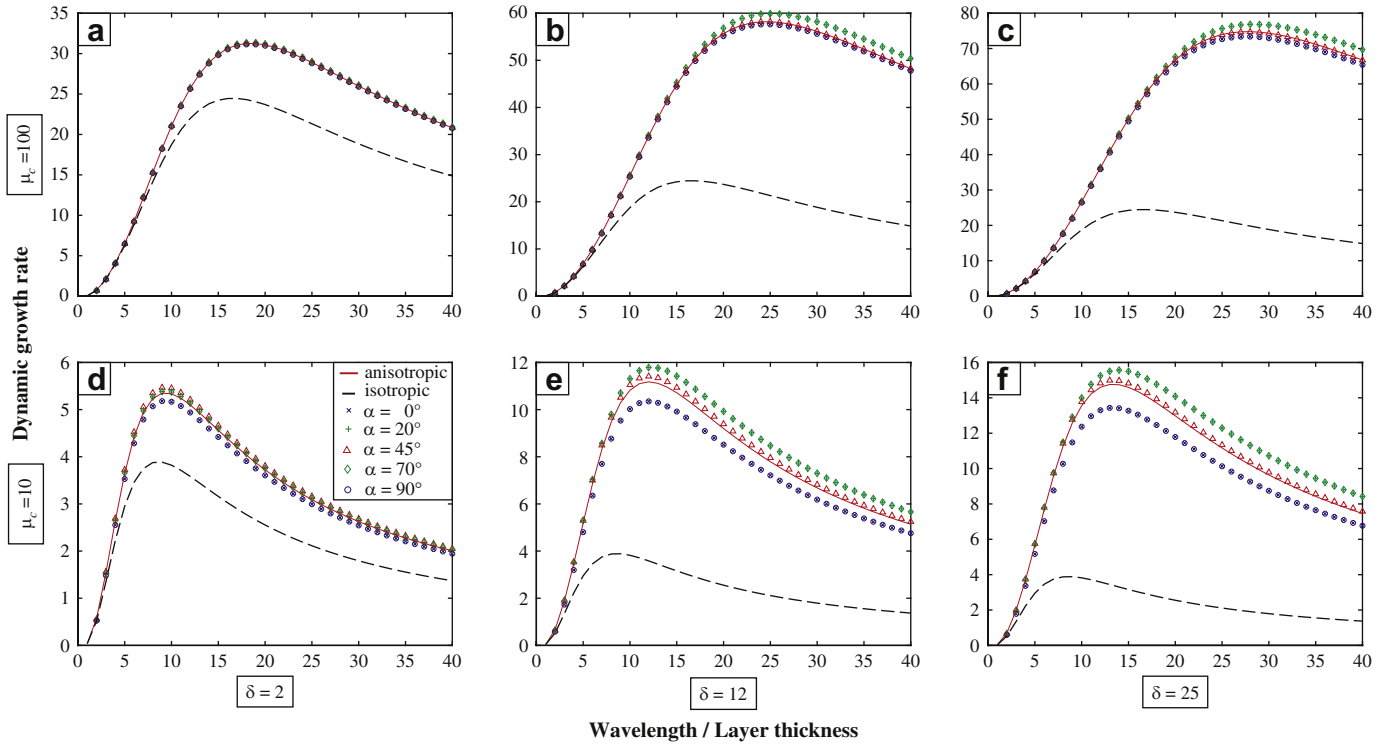 a
35
30
25
20
15
10
5
0
0 5 10 15 20 25 30 35 40
b
60
50
40
30
20
10
0
0 5 10 15 20 25 30 35 40
c
80
70
60
50
40
30
20
10
0
0 5 10 15 20 25 30 35 40
μc =100
Dynamic growth rate
μc =10
d
6
5
4
3
2
1
0
0 5 10 15 20 25 30 35 40
anisotropic
isotropic
α = 0°
α = 20°
α = 45°
α = 70°
α = 90°
e
12
10
8
6
4
2
0
0 5 10 15 20 25 30 35 40
f
16
14
12
10
8
6
4
2
0
0 5 10 15 20 25 30 35 40
δ = 2
δ = 12
δ = 25
Wavelength / Layer thickness